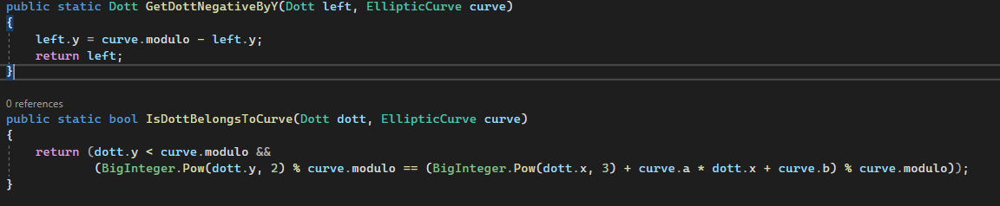 public static Dott GetDottNegativeByY(Dott left, EllipticCurve curve)
{
left.y = curve.modulo - left.y;
return left;
}
0 references
public static bool IsDottBelongsToCurve(Dott dott, EllipticCurve curve)
{
return (dott.y < curve.modulo &&
(BigInteger.Pow(dott.y, 2) % curve.modulo == (BigInteger.Pow(dott.x, 3) + curve.a * dott.x + curve.b) % curve.modulo));
}